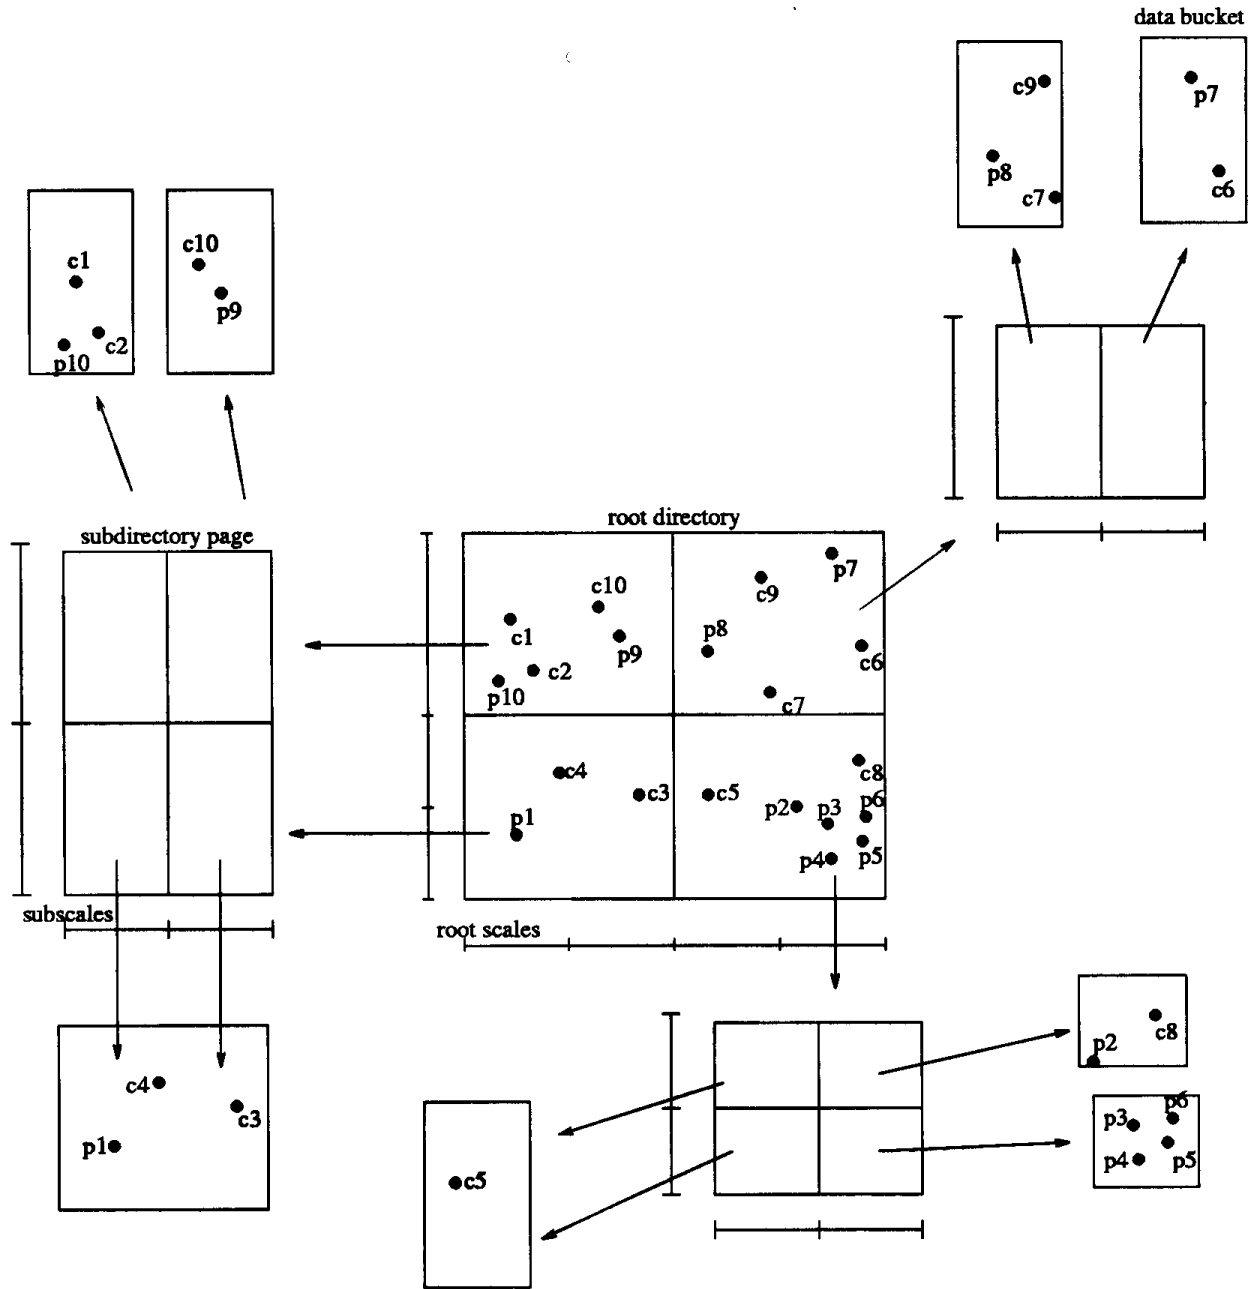 data bucket
c9
p7
p8
c7
c6
c10
c1
p9
c2
p10
root directory
subdirectory page
p7
c10
c9
c1
p8
p9
c6
c2
p10
c7
c4
c8
c3
c5
p2
p3
p6
p1
p4
p5
subscales
root scales
c8
p2
c4
c3
p1
p6
p3
p4
p5
c5